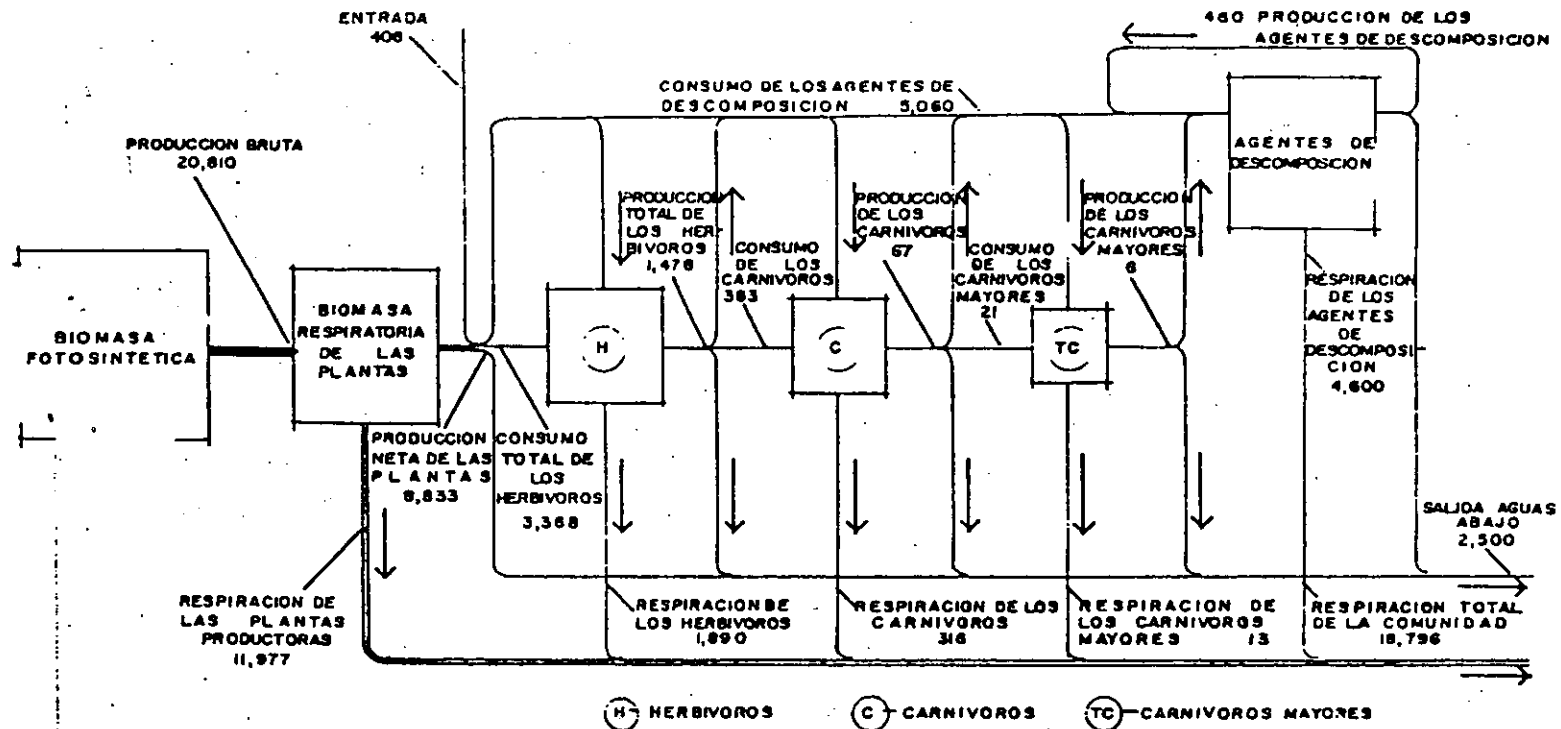 ENTRADA
408
460 PRODUCCION DE LOS
AGENTES DE DESCOMPOSICION
CONSUMO DE LOS AGENTES DE
DESCOMPOSICION 5,060
PRODUCCION BRUTA
20,810
AGENTES DE
DESCOMPOSCION
PRODUCCION
TOTAL DE
LOS HER-
BIVOROS
1,478
CONSUMO
DE LOS
CARNIVOROS
383
PRODUCCION
DE LOS
CARNIVOROS
67
CONSUMO
DE LOS
CARNIVOROS
MAYORES
21
PRODUCCION
DE LOS
CARNIVOROS
MAYORES
6
RESPIRACION
DE LOS
AGENTES
DE
DESCOMPOSI
CION
4,600
BIOMASA
FOTOSINTETICA
BIOMASA
RESPIRATORIA
DE LAS
PLANTAS
H
C
TC
PRODUCCION
NETA DE LAS
PLANTAS
8,833
CONSUMO
TOTAL DE
LOS
HERBIVOROS
3,368
SALIDA AGUAS
ABAJO
2,500
RESPIRACION DE
LAS PLANTAS
PRODUCTORAS
11,977
RESPIRACION DE
LOS HERBIVOROS
1,890
RESPIRACION DE LOS
CARNIVOROS
316
RESPIRACION DE
LOS CARNIVOROS
MAYORES 13
RESPIRACION TOTAL
DE LA COMUNIDAD
18,796
H HERBIVOROS
C CARNIVOROS
TC CARNIVOROS MAYORES